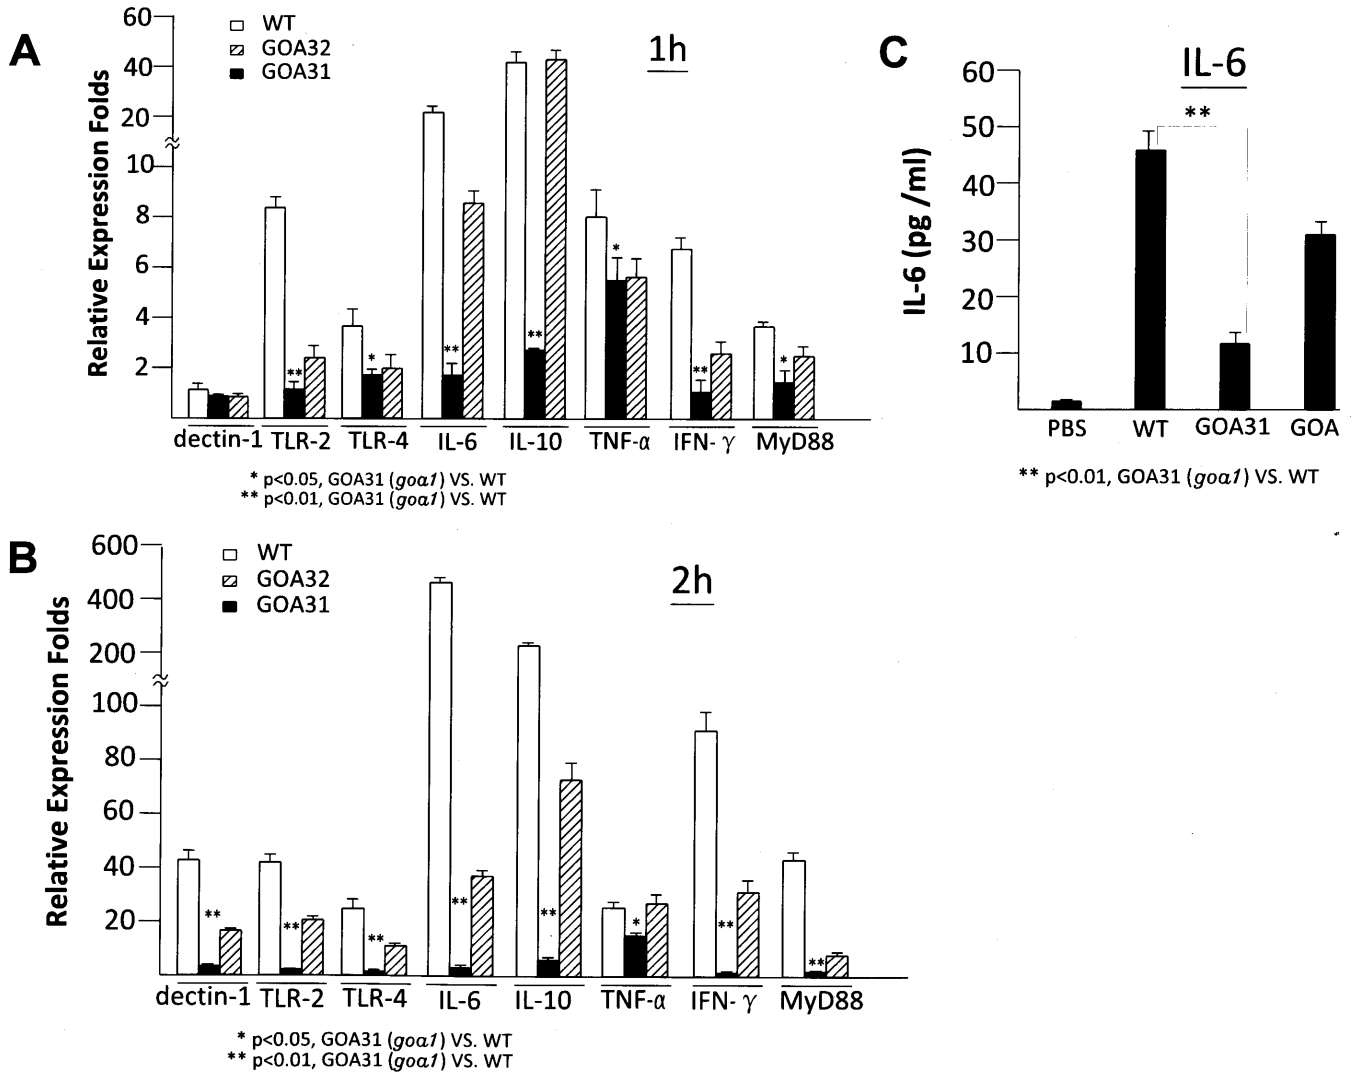 A
60
40
20
10
8
6
4
2
Relative Expression Folds
WT
GOA32
GOA31
1h
**
*
**
**
*
**
*
dectin-1 TLR-2 TLR-4 IL-6 IL-10 TNF-α IFN-γ MyD88
* p<0.05, GOA31 (goa1) VS. WT
** p<0.01, GOA31 (goa1) VS. WT
B
600
400
200
100
80
60
40
20
Relative Expression Folds
WT
GOA32
GOA31
2h
**
**
**
**
**
*
**
**
dectin-1 TLR-2 TLR-4 IL-6 IL-10 TNF-α IFN-γ MyD88
* p<0.05, GOA31 (goa1) VS. WT
** p<0.01, GOA31 (goa1) VS. WT
C
IL-6
60
50
40
30
20
10
IL-6 (pg /ml)
**
PBS WT GOA31 GOA
** p<0.01, GOA31 (goa1) VS. WT